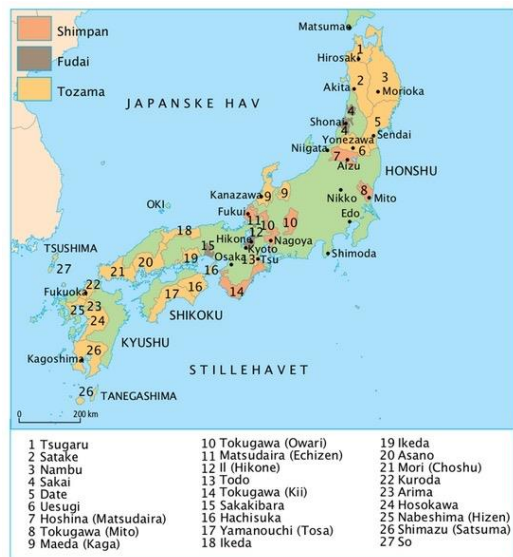 Shimpan
Fudai
Tozama
Matsumae
1
Hirosaki
2
3
Akita
Morioka
JAPANSKE HAV
4
Shonai
4
5
Sendai
Yonezawa
6
Niigata
7
Aizu
HONSHU
Kanazawa
9
9
Nikko
8
Mito
OKI
Fukui
11
10
10
Edo
18
Hikone
12
15
Kyoto
Nagoya
TSUSHIMA
27
21
20
19
Osaka
13
Tsu
Shimoda
16
22
Fukuoka
17
16
14
25
23
24
SHIKOKU
KYUSHU
26
Kagoshima
STILLEHAVET
26
TANEGASHIMA
0
200 km
1 Tsugaru
2 Satake
3 Nambu
4 Sakai
5 Date
6 Uesugi
7 Hoshina (Matsudaira)
8 Tokugawa (Mito)
9 Maeda (Kaga)
10 Tokugawa (Owari)
11 Matsudaira (Echizen)
12 Il (Hikone)
13 Todo
14 Tokugawa (Kii)
15 Sakakibara
16 Hachisuka
17 Yamanouchi (Tosa)
18 Ikeda
19 Ikeda
20 Asano
21 Mori (Choshu)
22 Kuroda
23 Arima
24 Hosokawa
25 Nabeshima (Hizen)
26 Shimazu (Satsuma)
27 So